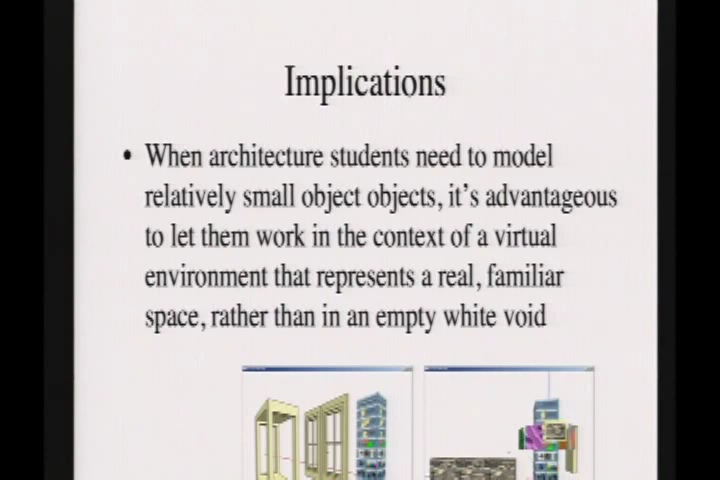 Implications
• When architecture students need to model
relatively small object objects, it's advantageous
to let them work in the context of a virtual
environment that represents a real, familiar
space, rather than in an empty white void